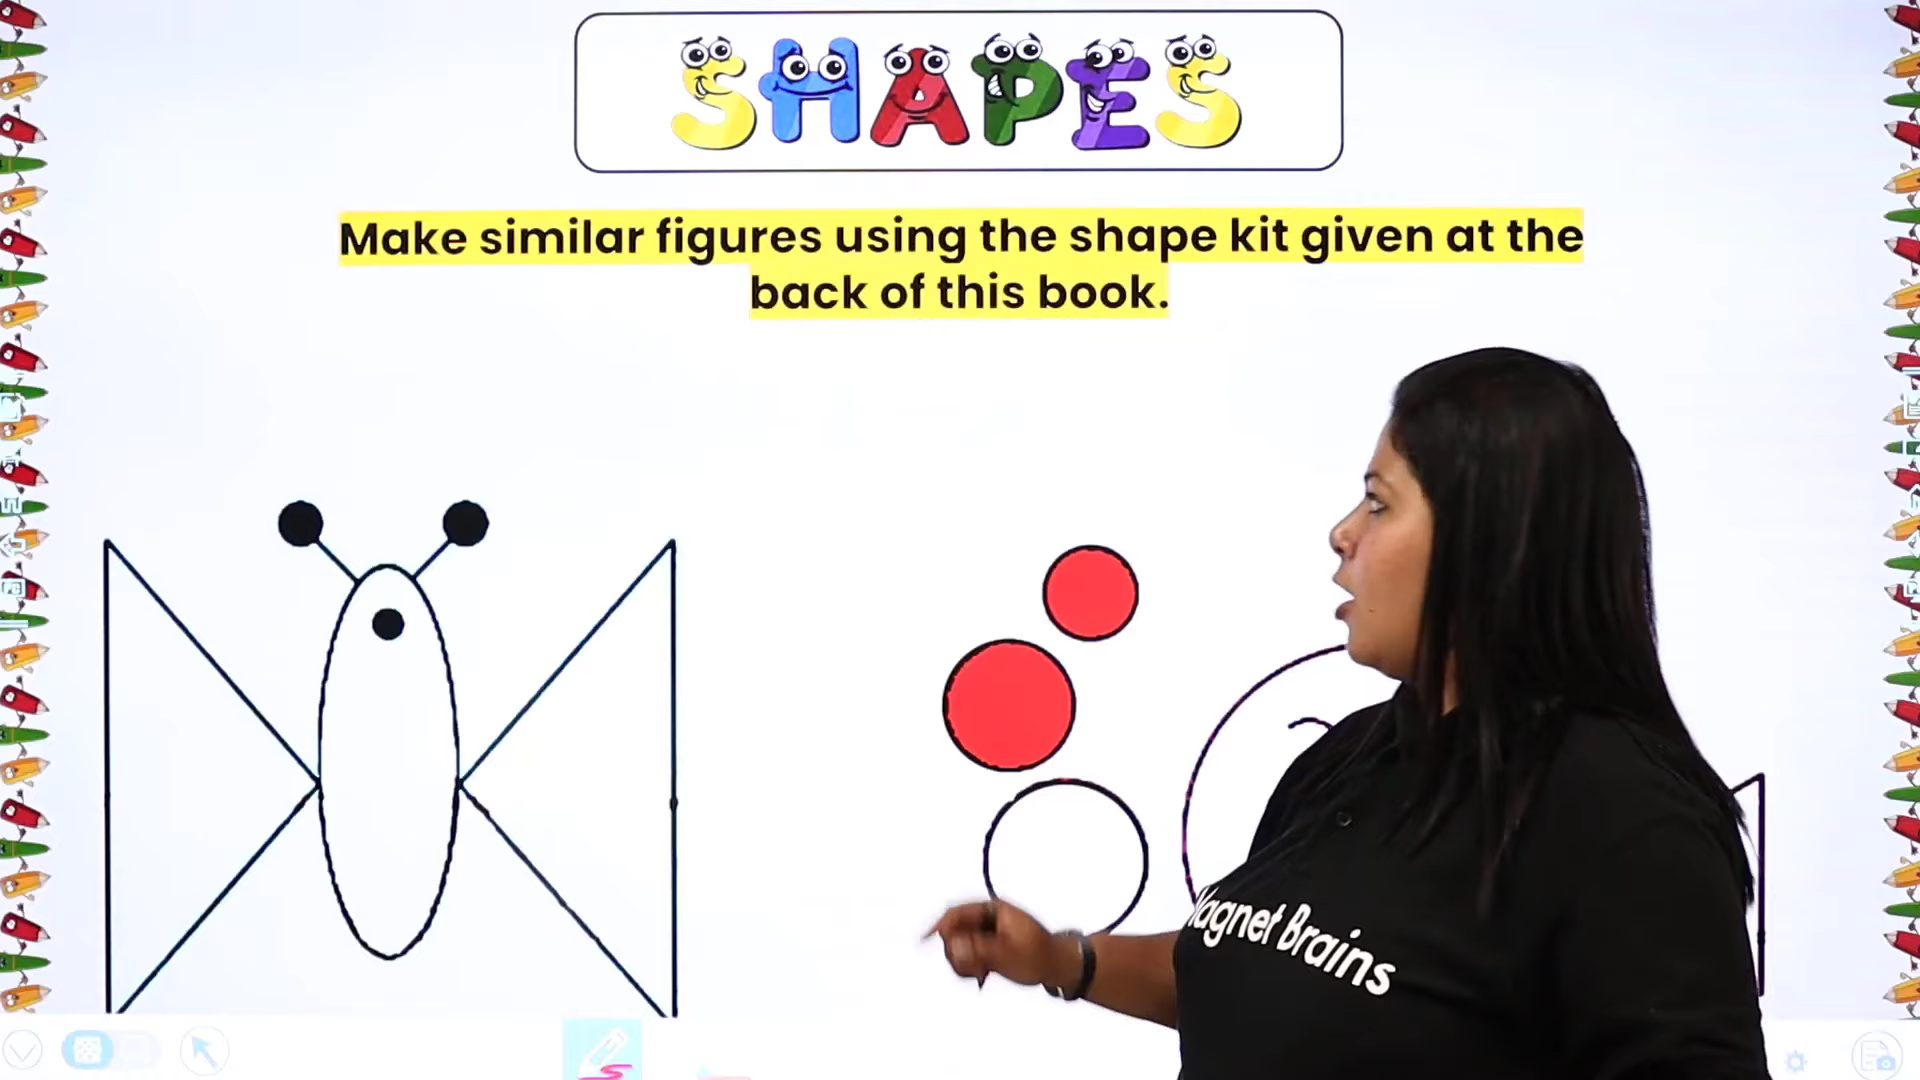 SHAPES
Make similar figures using the shape kit given at the
back of this book.
Magnet Brains